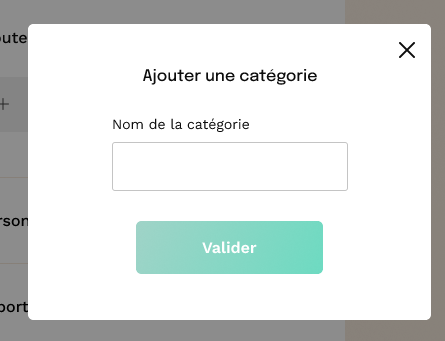 Ajouter une catégorie
Nom de la catégorie
Valider